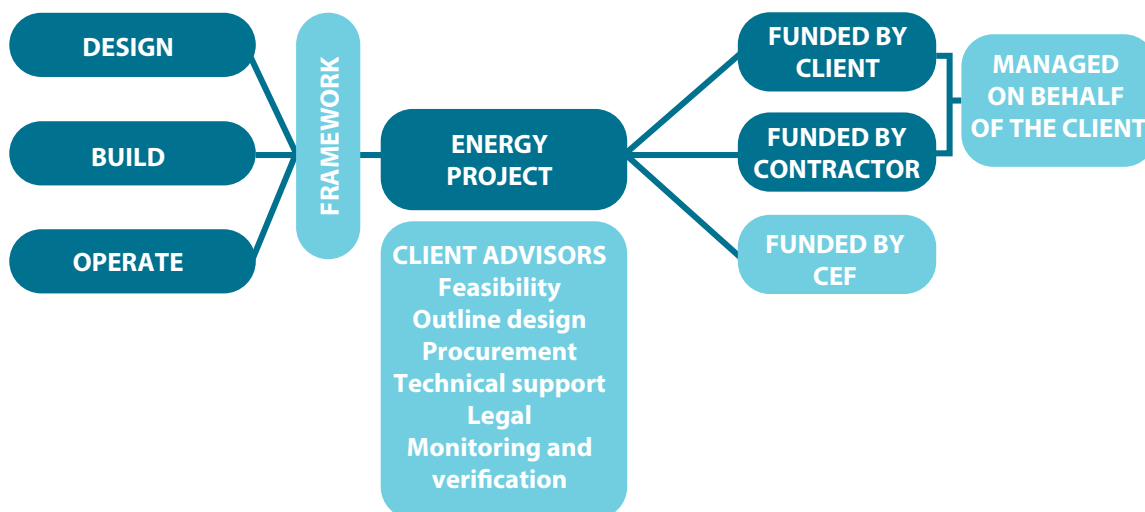 DESIGN
BUILD
OPERATE
FRAMEWORK
ENERGY
PROJECT
CLIENT ADVISORS
Feasibility
Outline design
Procurement
Technical support
Legal
Monitoring and
verification
FUNDED BY
CLIENT
FUNDED BY
CONTRACTOR
FUNDED BY
CEF
MANAGED
ON BEHALF
OF THE CLIENT